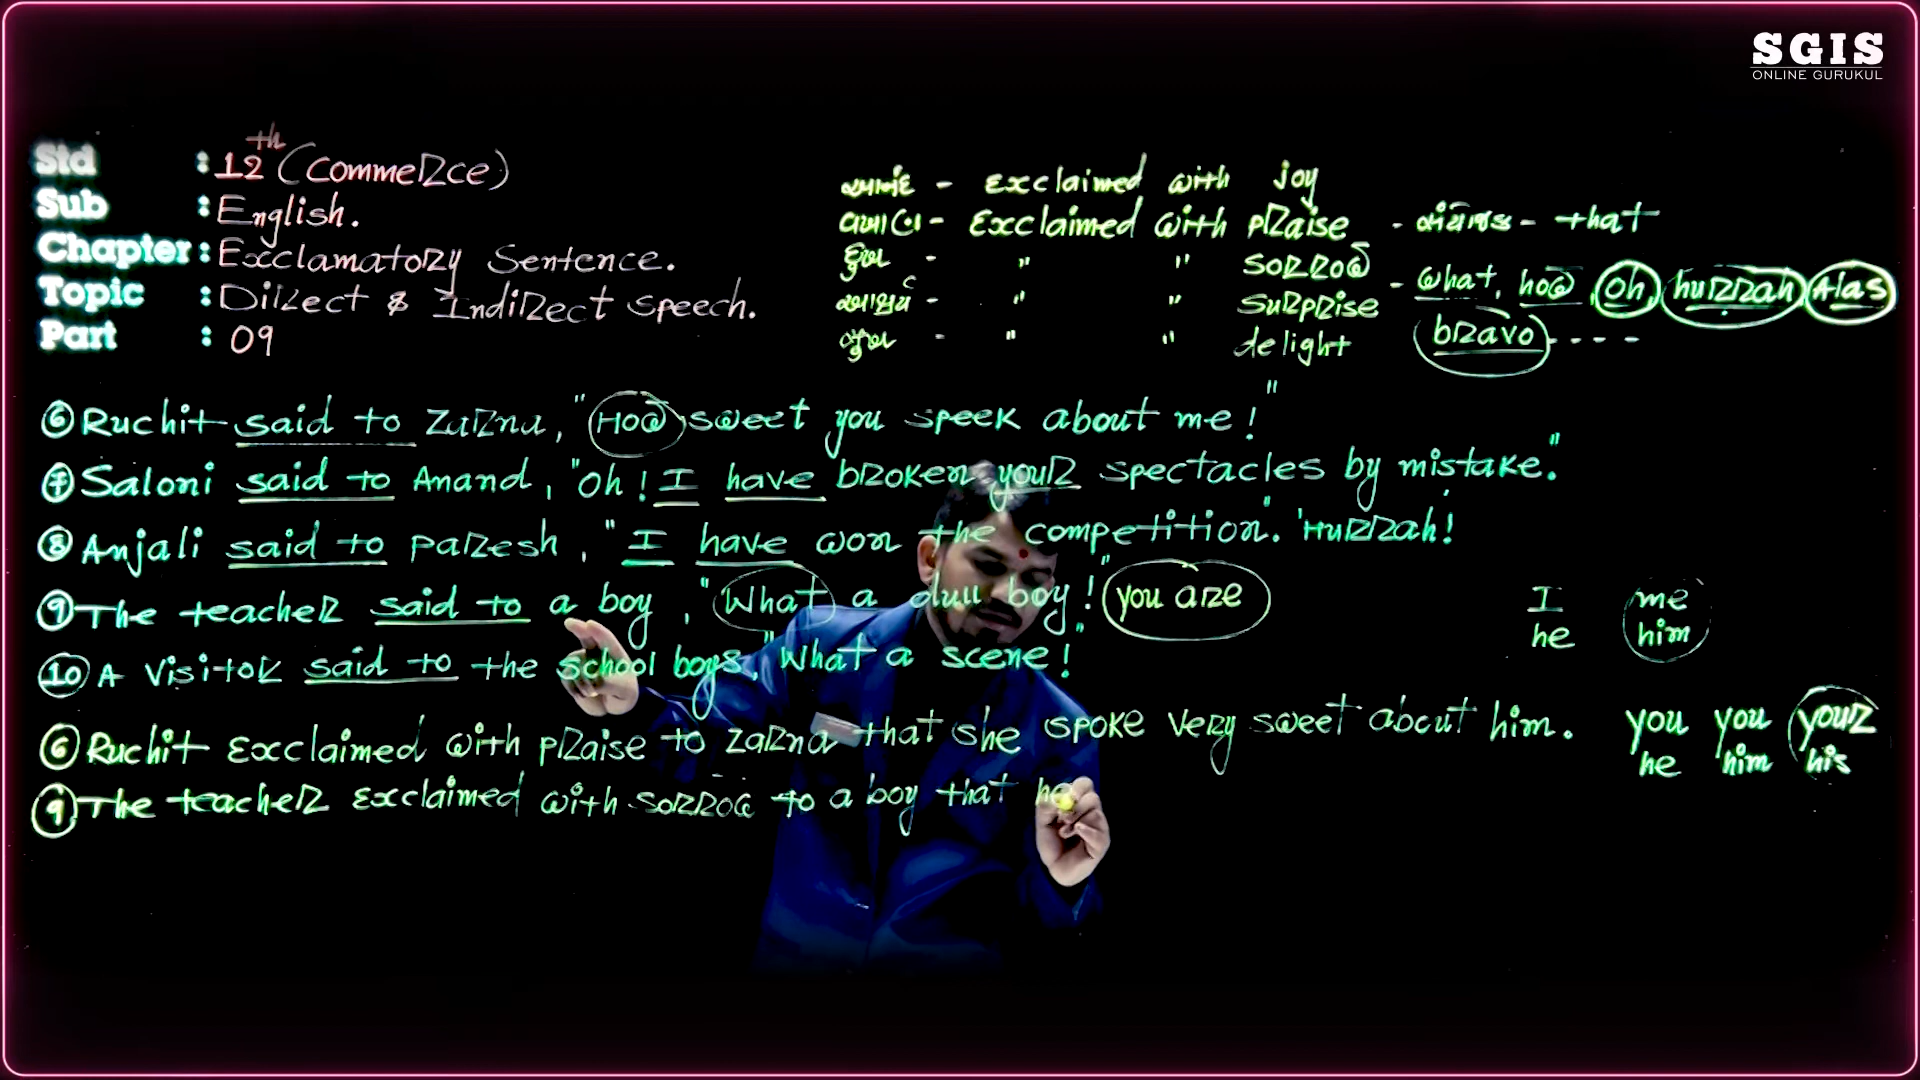 SGIS
ONLINE GURUKUL
Std : 12th (Commerce)
Sub : English.
Chapter : Exclamatory Sentence.
Topic : Direct & Indirect speech.
Part : 09
- Exclaimed with joy
- Exclaimed with praise - - that
- " " sorrow
આશ્ચર્ય - " " surprise
- " " delight
- what, how, oh, hurrah, Alas
bravo - - - -
⑥ Ruchit said to Zarna, "How sweet you speek about me!"
⑦ Saloni said to Anand, "Oh! I have broken your spectacles by mistake."
⑧ Anjali said to Paresh, "I have won the competition". "Hurrah!
⑨ The teacher said to a boy, "What a dull boy!" you are
⑩ A visitor said to the school boys, "What a scene!"
⑥ Ruchit exclaimed with praise to Zarna that she spoke very sweet about him.
⑨ The teacher exclaimed with sorrow to a boy that he
I me
he him
you you your
he him his